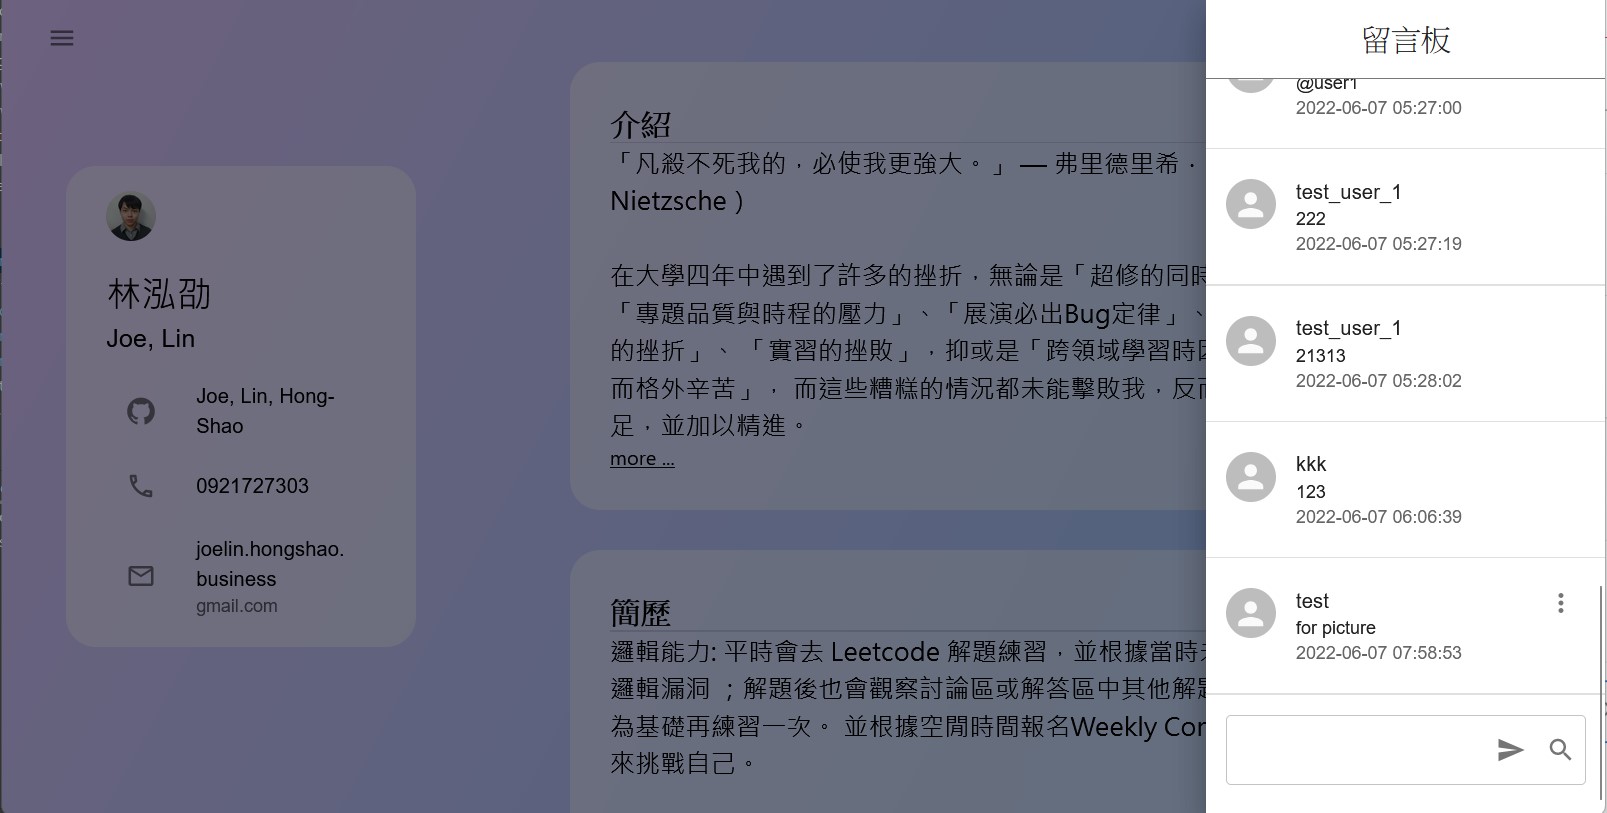 林泓劭
Joe, Lin
Joe, Lin, Hong-
Shao
0921727303
joelin.hongshao.
business
gmail.com
介紹
「凡殺不死我的，必使我更強大。」 — 弗里德里希．
Nietzsche )
在大學四年中遇到了許多的挫折，無論是「超修的同時
「專題品質與時程的壓力」、「展演必出Bug定律」、
的挫折」、 「實習的挫敗」，抑或是「跨領域學習時因
而格外辛苦」， 而這些糟糕的情況都未能擊敗我，反而
足，並加以精進。
more ...
簡歷
邏輯能力: 平時會去 Leetcode 解題練習，並根據當時
邏輯漏洞 ；解題後也會觀察討論區或解答區中其他解
為基礎再練習一次。 並根據空閒時間報名Weekly Con
來挑戰自己。
留言板
@user1
2022-06-07 05:27:00
test_user_1
222
2022-06-07 05:27:19
test_user_1
21313
2022-06-07 05:28:02
kkk
123
2022-06-07 06:06:39
test
for picture
2022-06-07 07:58:53